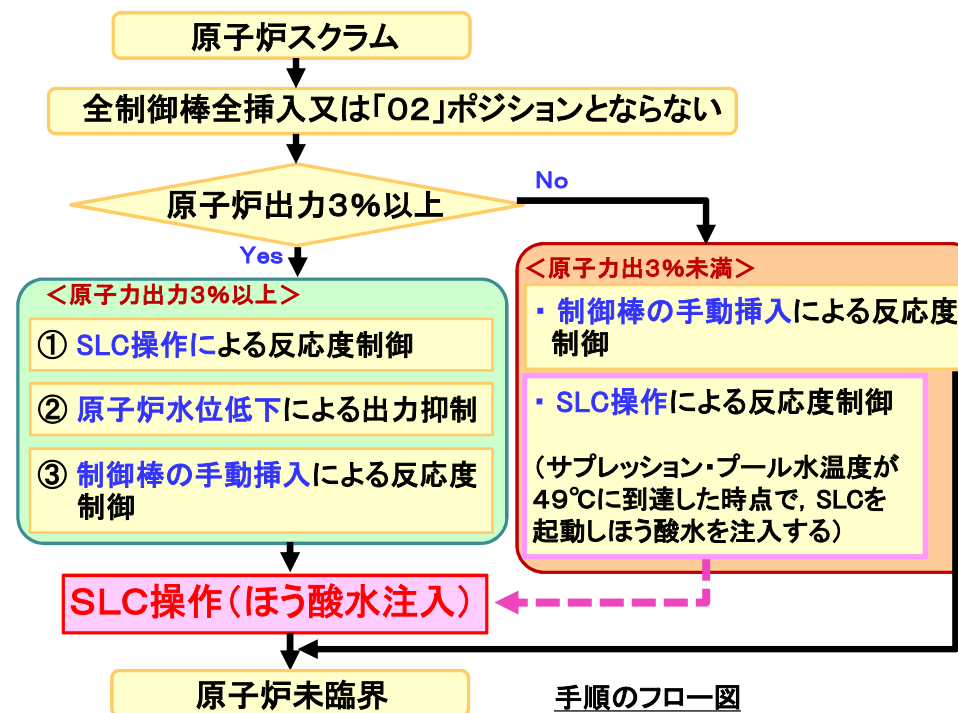 原子炉スクラム
全制御棒全挿入又は「02」ポジションとならない
原子炉出力3%以上
No
Yes
＜原子力出力3%以上＞
① SLC操作による反応度制御
② 原子炉水位低下による出力抑制
③ 制御棒の手動挿入による反応度
制御
＜原子力出3%未満＞
・ 制御棒の手動挿入による反応度
制御
・ SLC操作による反応度制御
（サプレッション・プール水温度が
49℃に到達した時点で，SLCを
起動しほう酸水を注入する）
SLC操作（ほう酸水注入）
原子炉未臨界
手順のフロー図